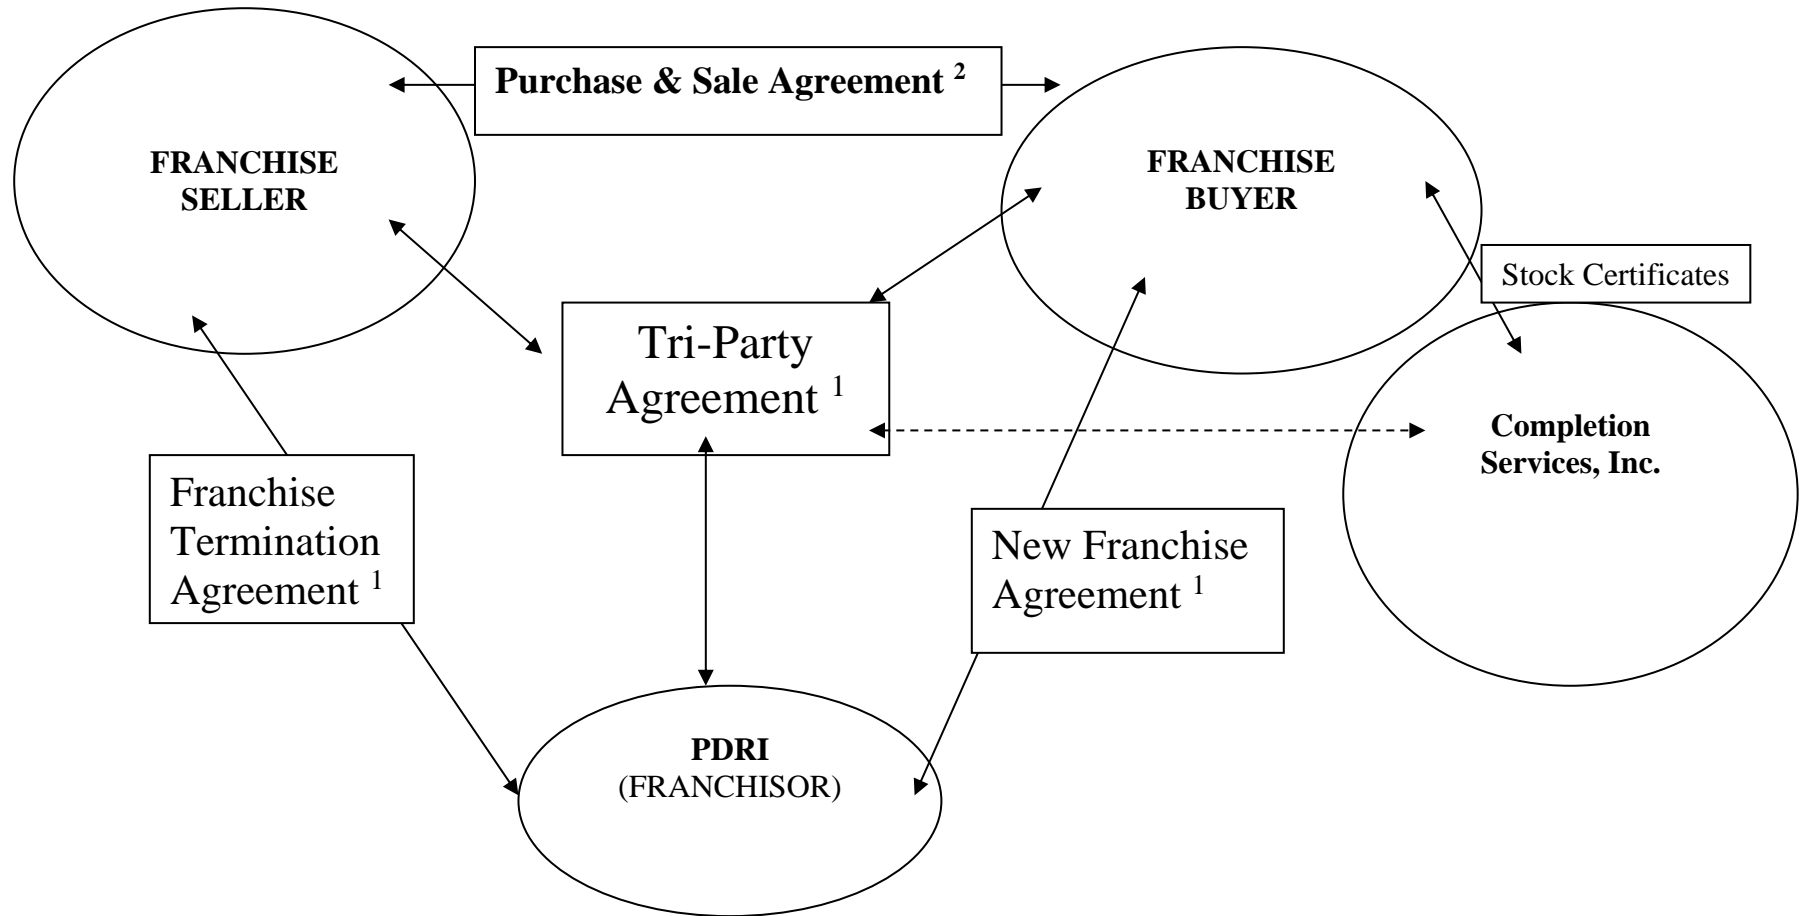 Purchase & Sale Agreement ²
FRANCHISE
SELLER
FRANCHISE
BUYER
Stock Certificates
Tri-Party
Agreement ¹
Completion
Services, Inc.
Franchise
Termination
Agreement ¹
New Franchise
Agreement ¹
PDRI
(FRANCHISOR)